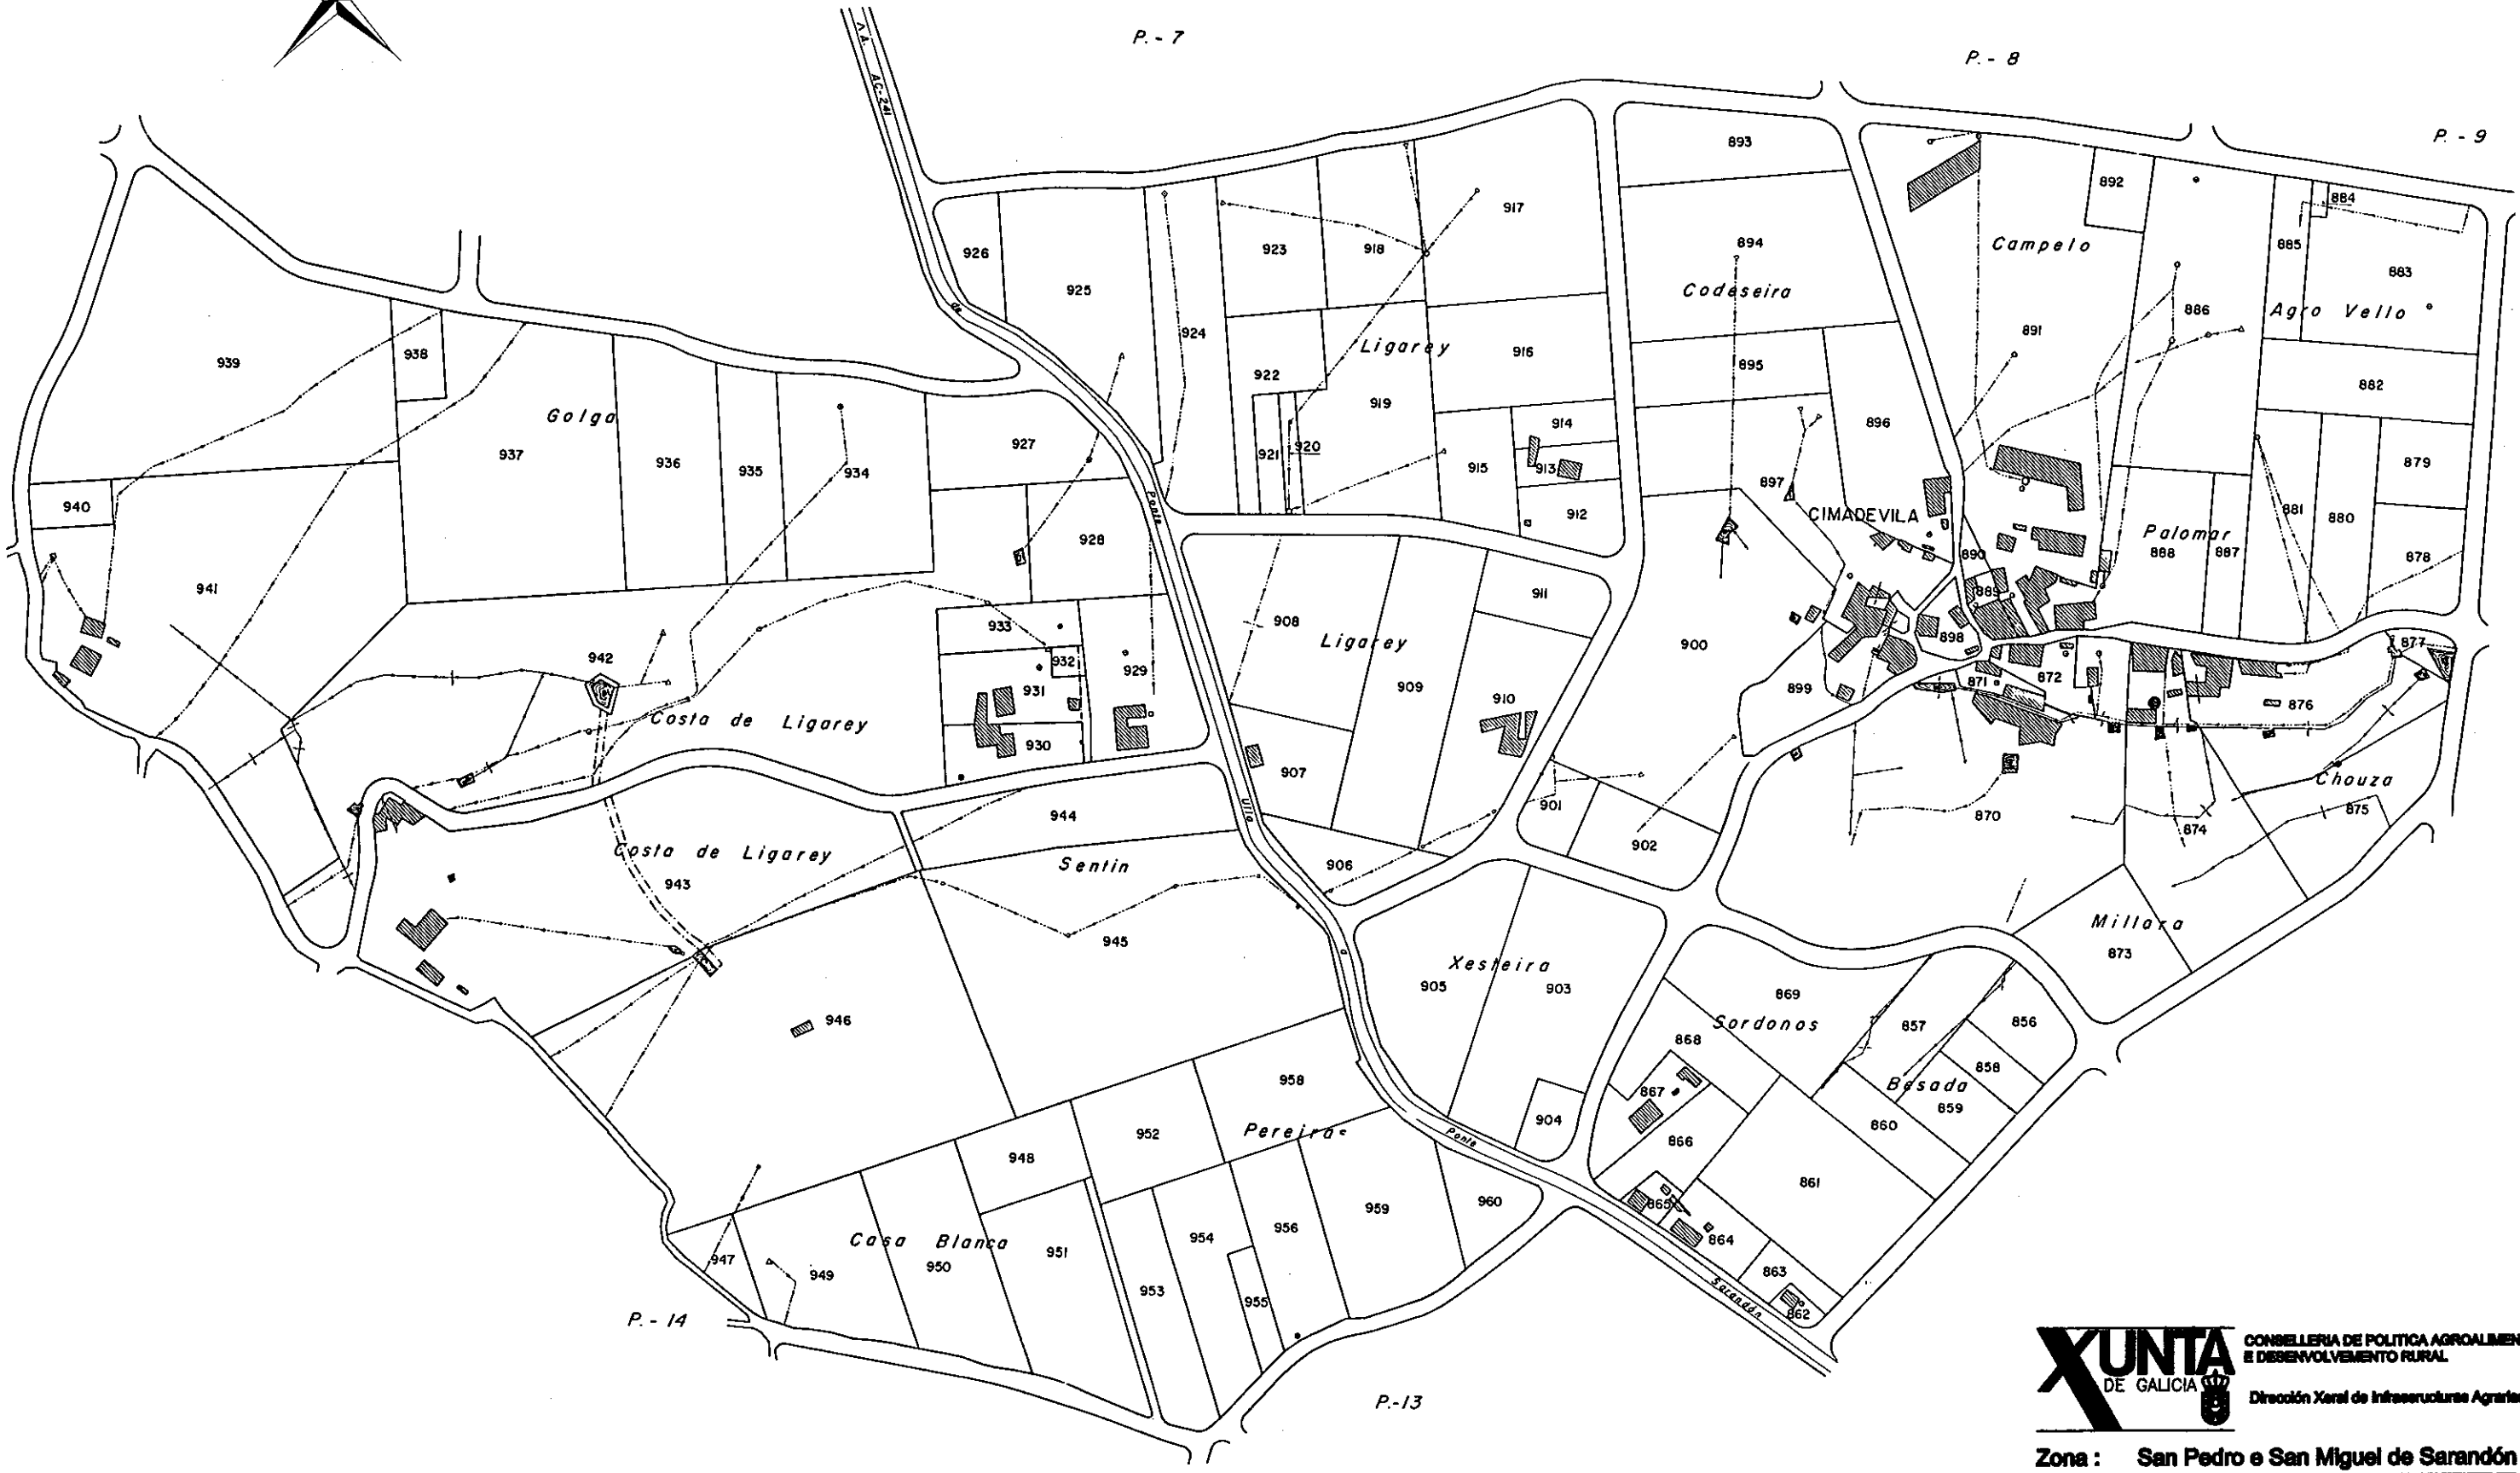 P.- 7
P.- 8
P. - 9
A A.
AC-241
893
892
884
917
926
923
918
894
Campelo
885
883
925
Codeseira
924
886
Agro Vello
891
939
938
Ligarey
916
895
922
882
919
Golga
914
896
927
937
936
935
934
921
920
915
913
879
897
940
Ponte
912
CIMADEVILA
881
880
928
Palomar
888
887
878
890
941
911
889
908
933
898
Ligarey
877
942
932
929
900
909
899
871
872
931
910
876
Costa de Ligarey
930
907
Chouza
901
875
Ulla
944
870
874
902
Costa de Ligarey
Sentin
906
943
Millara
945
873
Xesteira
905
903
869
946
Sordonos
857
856
868
858
958
Besada
867
859
904
952
Pereira
860
866
Ponte
948
861
865
960
959
956
954
864
Casa Blanca
951
950
947
949
863
953
955
Sarandón
862
P. - 14
P.-13
XUNTA
DE GALICIA
CONSELLERIA DE POLITICA AGROALIMEN
E DESENVOLVEMENTO RURAL
Dirección Xeral de Infraestructuras Agrarias
Zona : San Pedro e San Miguel de Sarandón